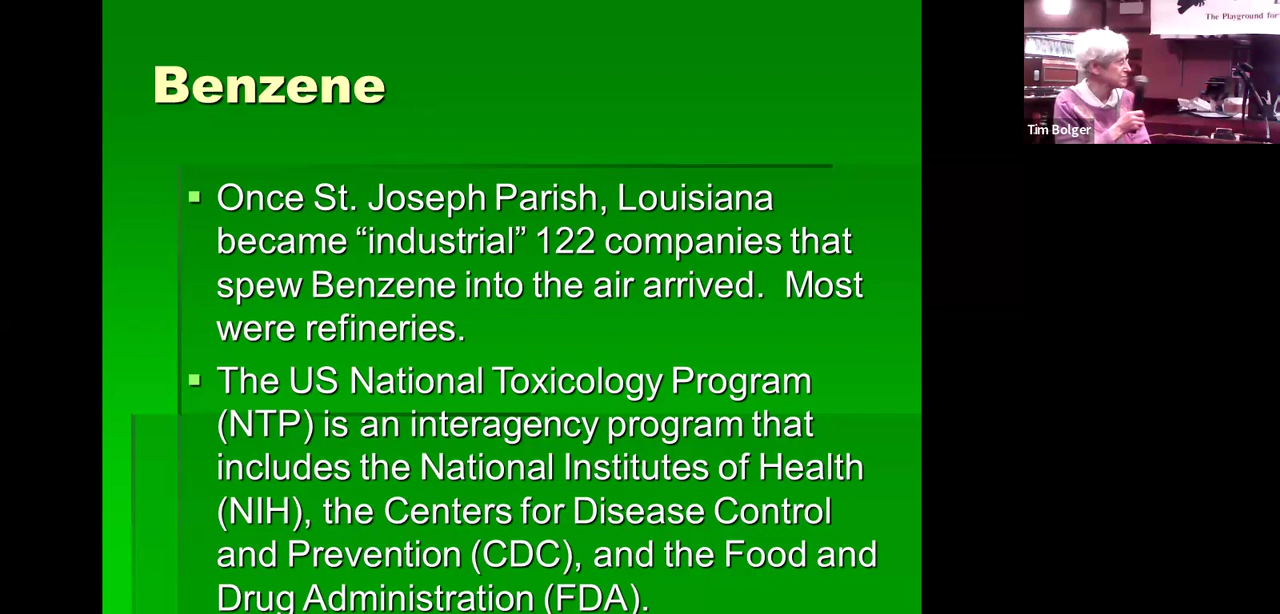 Benzene
Once St. Joseph Parish, Louisiana
became “industrial” 122 companies that
spew Benzene into the air arrived.  Most
were refineries.
The US National Toxicology Program
(NTP) is an interagency program that
includes the National Institutes of Health
(NIH), the Centers for Disease Control
and Prevention (CDC), and the Food and
Drug Administration (FDA).
The Playground for
Tim Bolger